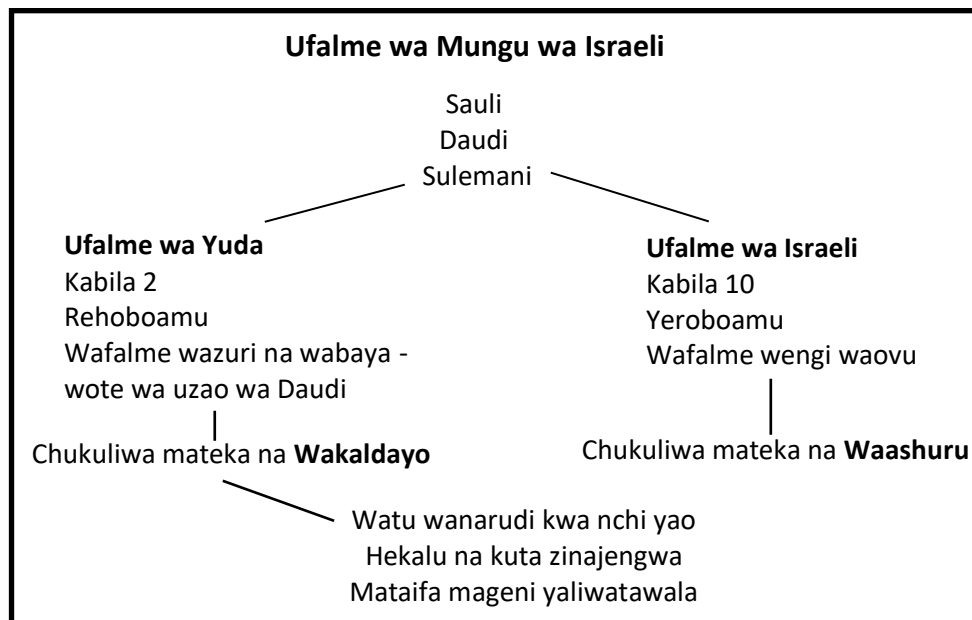 Ufalme wa Mungu wa Israeli
Sauli
Daudi
Sulemani
Ufalme wa Yuda
Kabila 2
Rehoboamu
Wafalme wazuri na wabaya -
wote wa uzao wa Daudi
Chukuliwa mateka na Wakaldayo
Ufalme wa Israeli
Kabila 10
Yeroboamu
Wafalme wengi waovu
Chukuliwa mateka na Waashuru
Watu wanarudi kwa nchi yao
Hekalu na kuta zinajengwa
Mataifa mageni yaliwatawala